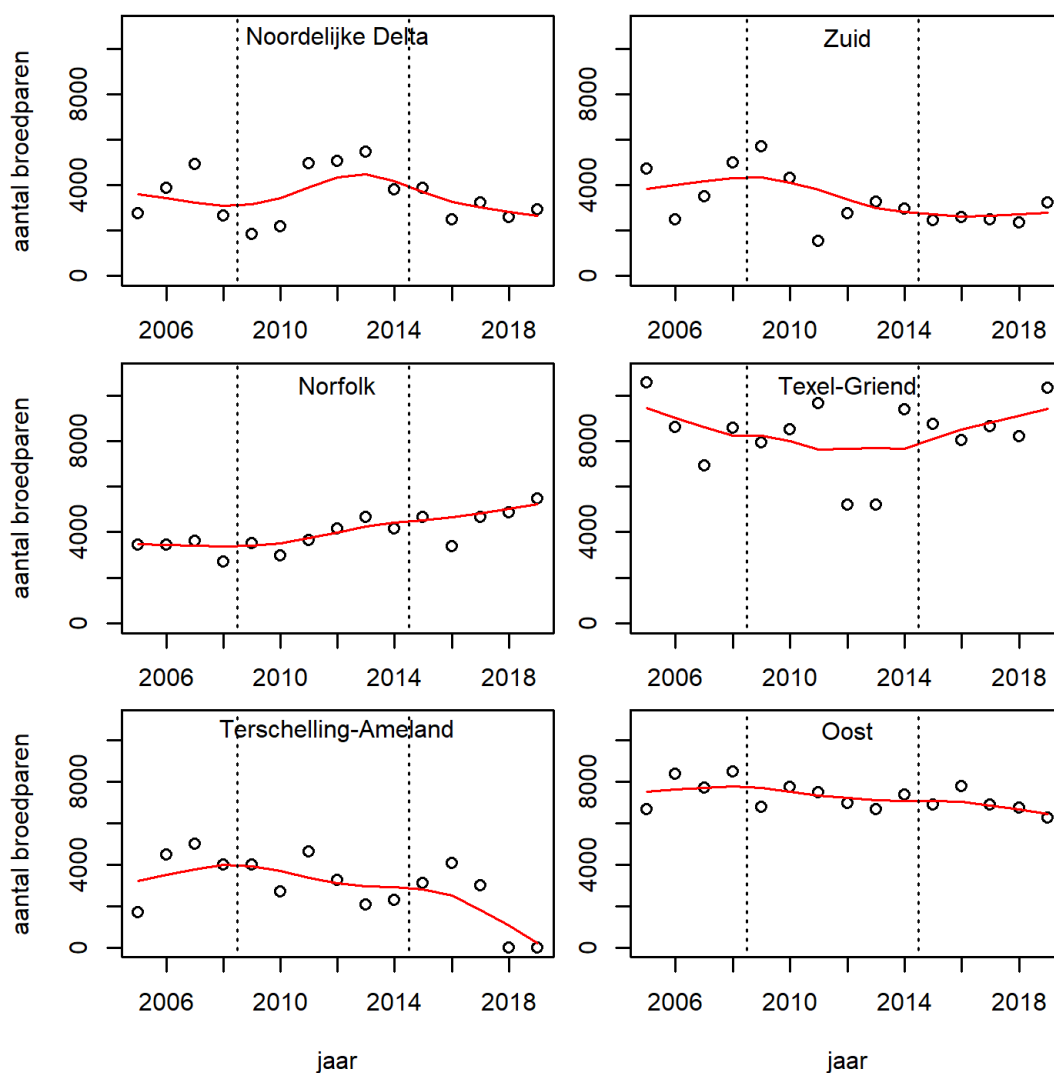 Noordelijke Delta
aantal broedparen
0 4000 8000
2006 2010 2014 2018
Zuid
0 4000 8000
2006 2010 2014 2018
Norfolk
aantal broedparen
0 4000 8000
2006 2010 2014 2018
Texel-Griend
0 4000 8000
2006 2010 2014 2018
Terschelling-Ameland
aantal broedparen
0 4000 8000
2006 2010 2014 2018
jaar
Oost
0 4000 8000
2006 2010 2014 2018
jaar